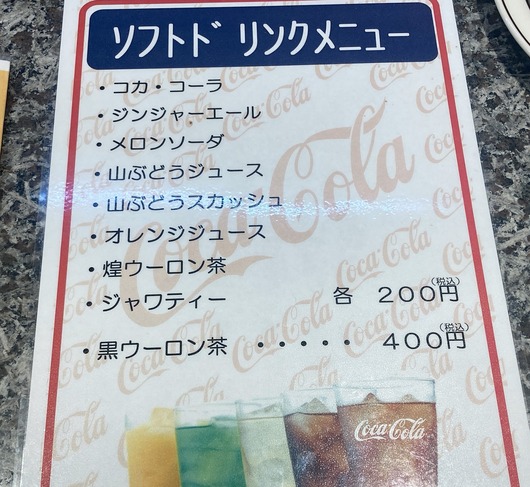 ソフトドリンクメニュー
・コカ・コーラ
・ジンジャーエール
・メロンソーダ
・山ぶどうジュース
・山ぶどうスカッシュ
・オレンジジュース
・煌ウーロン茶
・ジャワティー 各 200円(税込)
・黒ウーロン茶 ・・・・・ 400円(税込)
Coca-Cola